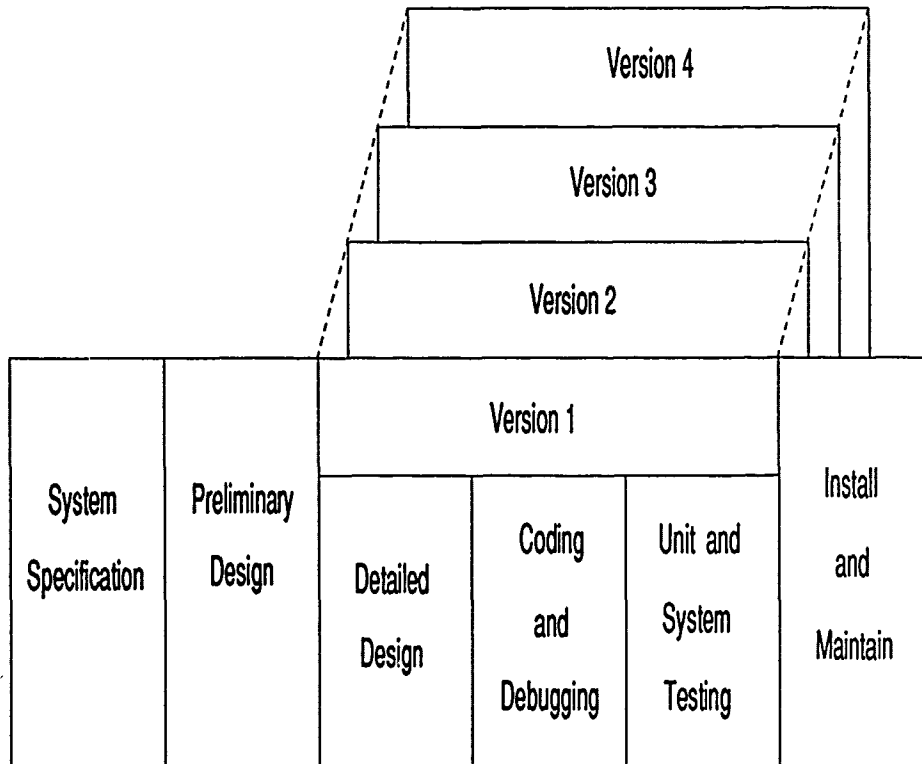 Version 4
Version 3
Version 2
Version 1
System
Specification
Preliminary
Design
Detailed
Design
Coding
and
Debugging
Unit and
System
Testing
Install
and
Maintain